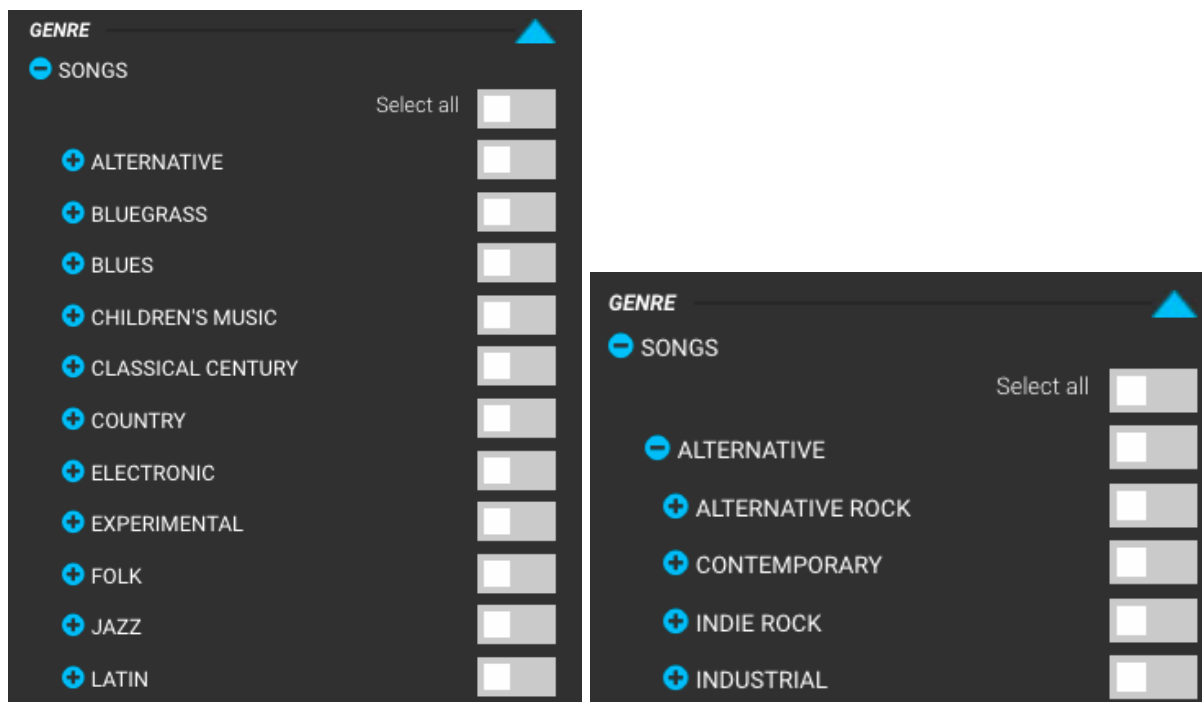 GENRE
SONGS
Select all
ALTERNATIVE
BLUEGRASS
BLUES
CHILDREN'S MUSIC
CLASSICAL CENTURY
COUNTRY
ELECTRONIC
EXPERIMENTAL
FOLK
JAZZ
LATIN
GENRE
SONGS
Select all
ALTERNATIVE
ALTERNATIVE ROCK
CONTEMPORARY
INDIE ROCK
INDUSTRIAL